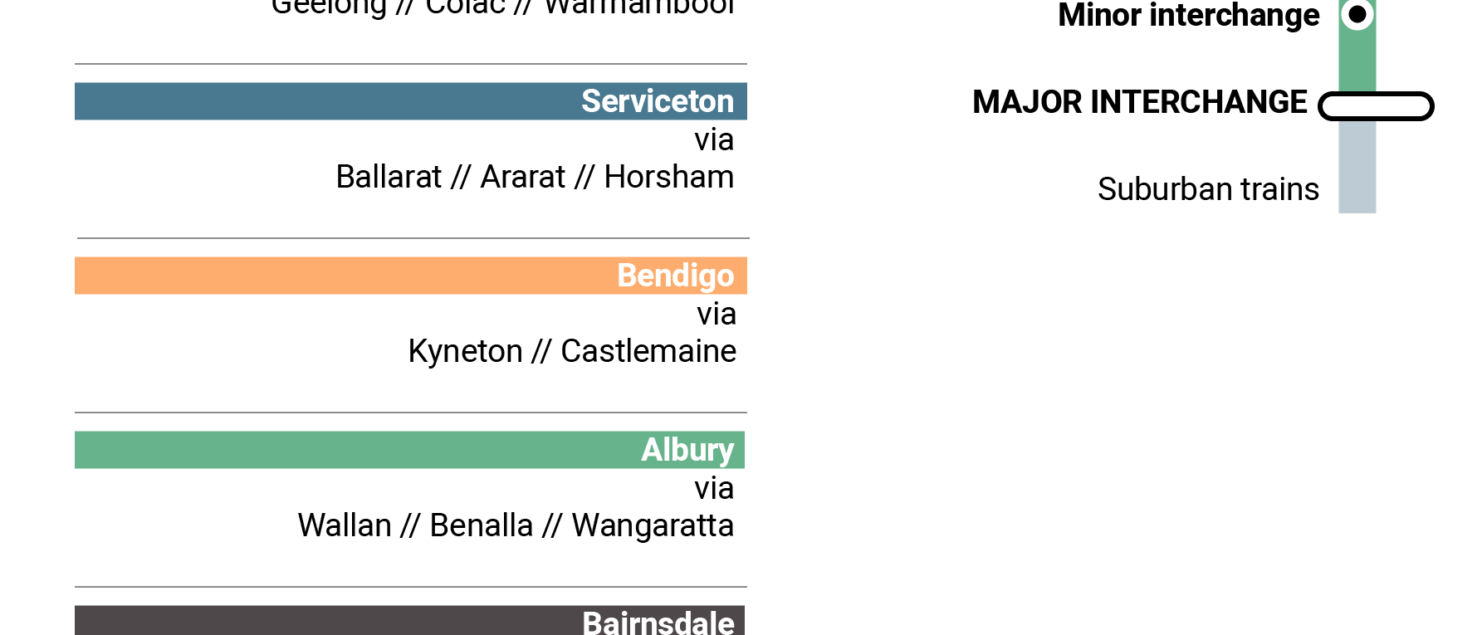 Geelong // Colac // Warrnambool
Serviceton
via
Ballarat // Ararat // Horsham
Bendigo
via
Kyneton // Castlemaine
Albury
via
Wallan // Benalla // Wangaratta
Bairnsdale
Minor interchange
MAJOR INTERCHANGE
Suburban trains